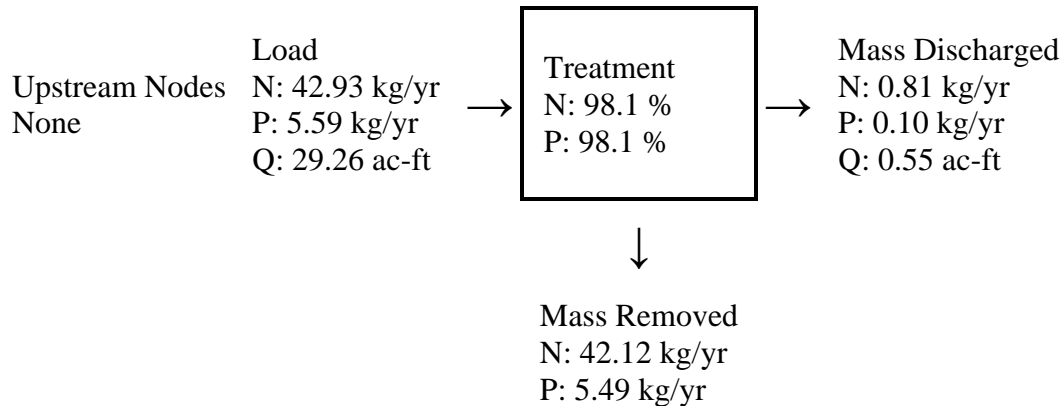 Upstream Nodes
None
Load
N: 42.93 kg/yr
P: 5.59 kg/yr
Q: 29.26 ac-ft
→
Treatment
N: 98.1 %
P: 98.1 %
→
Mass Discharged
N: 0.81 kg/yr
P: 0.10 kg/yr
Q: 0.55 ac-ft
↓
Mass Removed
N: 42.12 kg/yr
P: 5.49 kg/yr